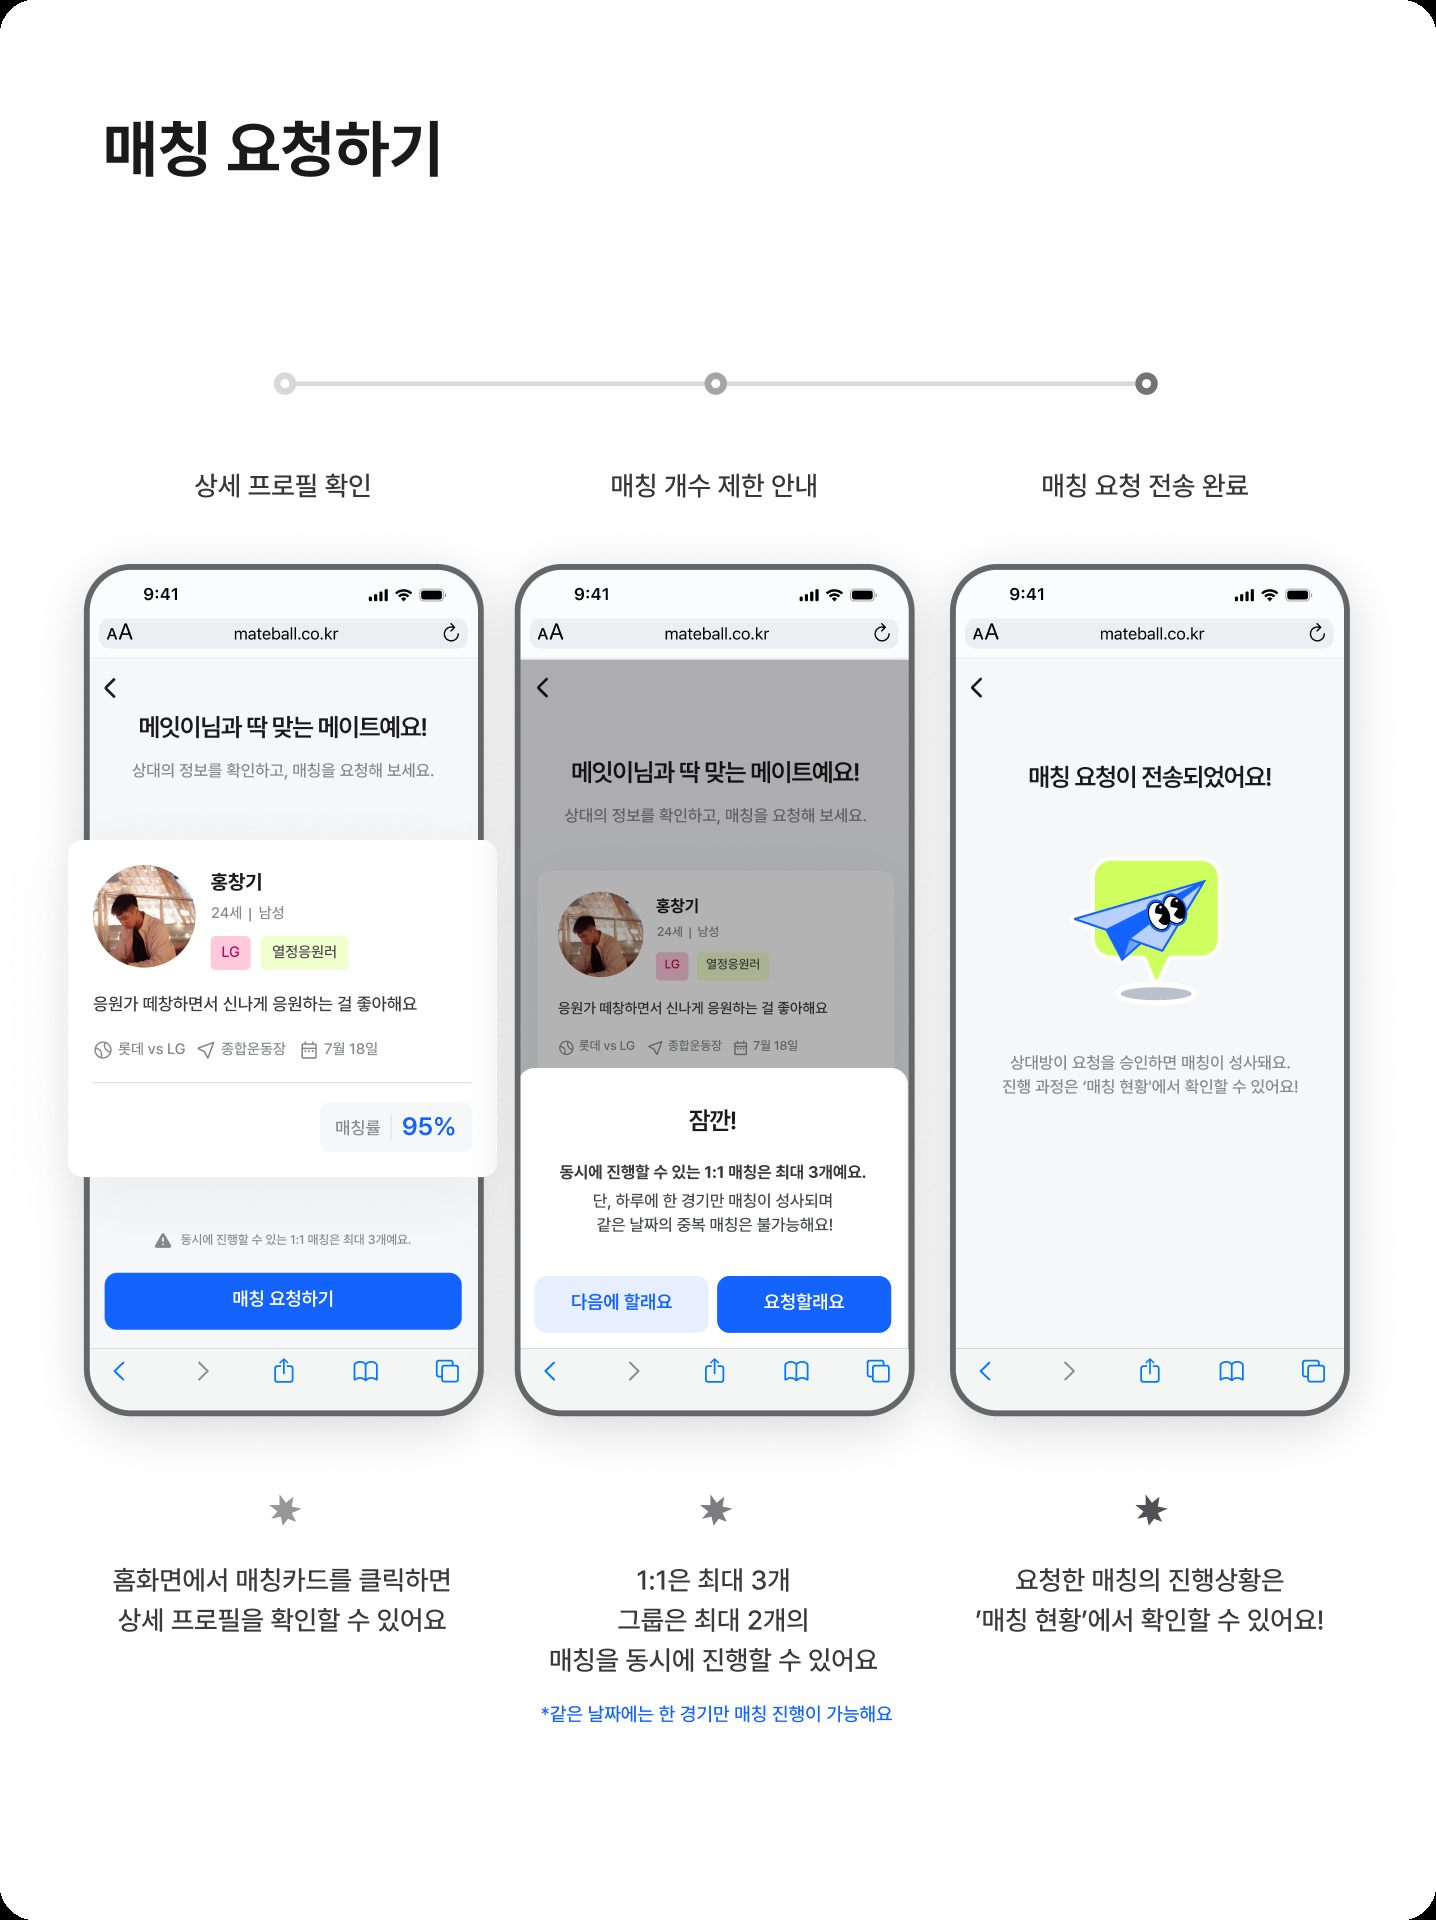 매칭 요청하기
상세 프로필 확인
매칭 개수 제한 안내
매칭 요청 전송 완료
9:41
AA
mateball.co.kr
메잇이님과 딱 맞는 메이트예요!
상대의 정보를 확인하고, 매칭을 요청해 보세요.
홍창기
24세 | 남성
LG
열정응원러
응원가 떼창하면서 신나게 응원하는 걸 좋아해요
롯데 vs LG
종합운동장
7월 18일
매칭률
95%
동시에 진행할 수 있는 1:1 매칭은 최대 3개예요.
매칭 요청하기
9:41
AA
mateball.co.kr
메잇이님과 딱 맞는 메이트예요!
상대의 정보를 확인하고, 매칭을 요청해 보세요.
홍창기
24세 | 남성
LG
열정응원러
응원가 떼창하면서 신나게 응원하는 걸 좋아해요
롯데 vs LG
종합운동장
7월 18일
잠깐!
동시에 진행할 수 있는 1:1 매칭은 최대 3개예요.
단, 하루에 한 경기만 매칭이 성사되며
같은 날짜의 중복 매칭은 불가능해요!
다음에 할래요
요청할래요
9:41
AA
mateball.co.kr
매칭 요청이 전송되었어요!
상대방이 요청을 승인하면 매칭이 성사돼요.
진행 과정은 ‘매칭 현황'에서 확인할 수 있어요!
홈화면에서 매칭카드를 클릭하면
상세 프로필을 확인할 수 있어요
1:1은 최대 3개
그룹은 최대 2개의
매칭을 동시에 진행할 수 있어요
*같은 날짜에는 한 경기만 매칭 진행이 가능해요
요청한 매칭의 진행상황은
’매칭 현황’에서 확인할 수 있어요!